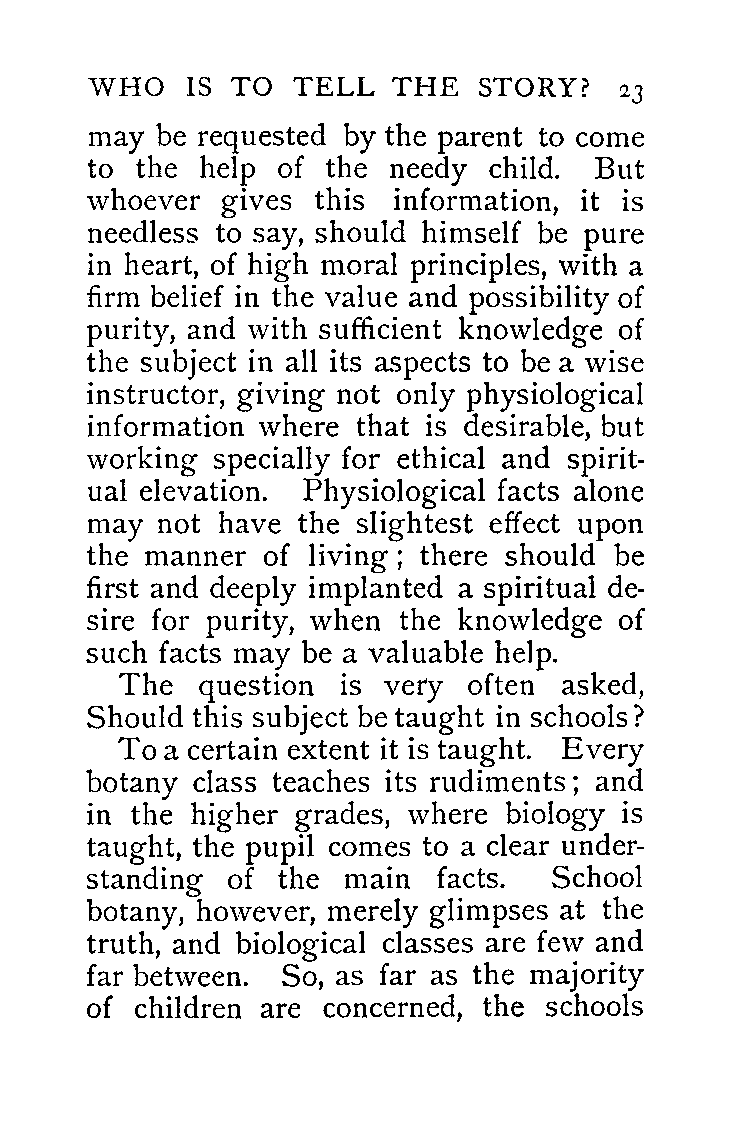 WHO IS TO TELL THE STORY? 23
may be requested by the parent to come
to the help of the needy child. But
whoever gives this information, it is
needless to say, should himself be pure
in heart, of high moral principles, with a
firm belief in the value and possibility of
purity, and with sufficient knowledge of
the subject in all its aspects to be a wise
instructor, giving not only physiological
information where that is desirable, but
working specially for ethical and spirit-
ual elevation. Physiological facts alone
may not have the slightest effect upon
the manner of living ; there should be
first and deeply implanted a spiritual de-
sire for purity, when the knowledge of
such facts may be a valuable help.
The question is very often asked,
Should this subject be taught in schools?
To a certain extent it is taught. Every
botany class teaches its rudiments ; and
in the higher grades, where biology is
taught, the pupil comes to a clear under-
standing of the main facts. School
botany, however, merely glimpses at the
truth, and biological classes are few and
far between. So, as far as the majority
of children are concerned, the schools